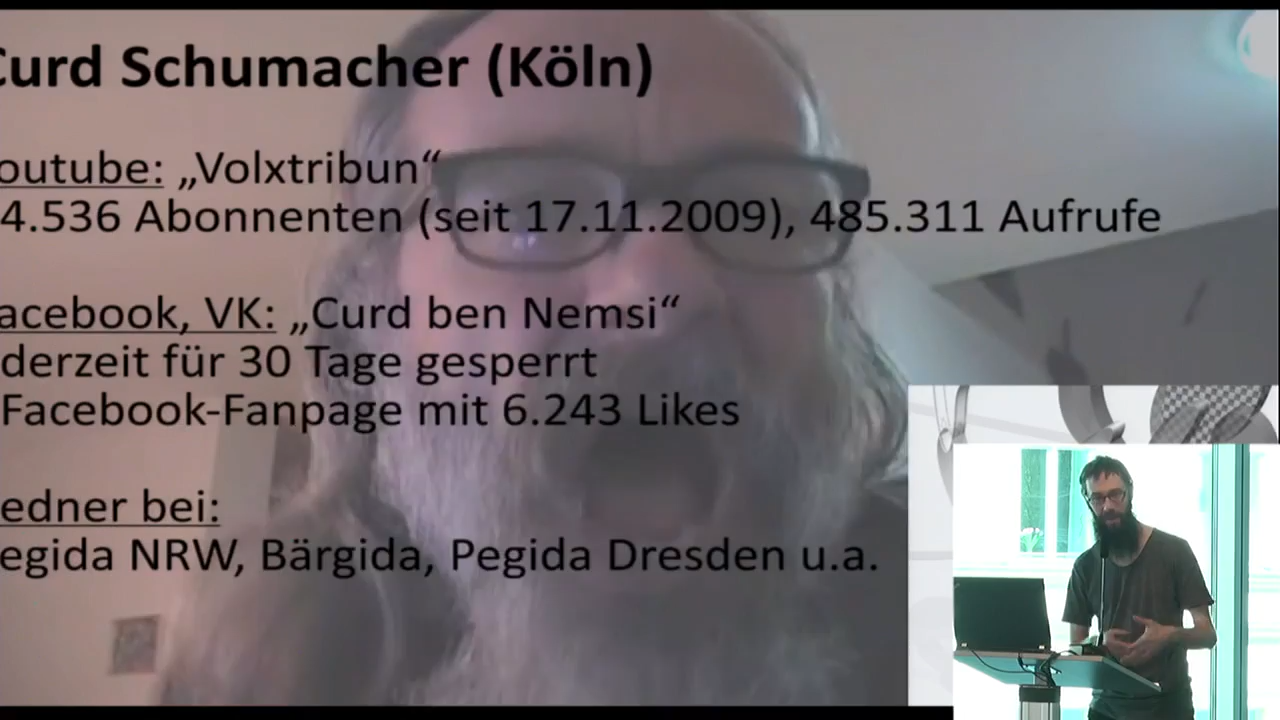 Curd Schumacher (Köln)
outube: „Volxtribun“
4.536 Abonnenten (seit 17.11.2009), 485.311 Aufrufe
acebook, VK: „Curd ben Nemsi“
derzeit für 30 Tage gesperrt
Facebook-Fanpage mit 6.243 Likes
edner bei:
egida NRW, Bärgida, Pegida Dresden u.a.